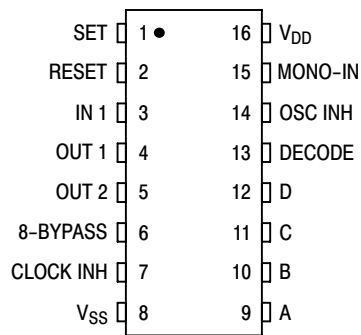 SET 1 ● 16 VDD
RESET 2 15 MONO–IN
IN 1 3 14 OSC INH
OUT 1 4 13 DECODE
OUT 2 5 12 D
8–BYPASS 6 11 C
CLOCK INH 7 10 B
VSS 8 9 A